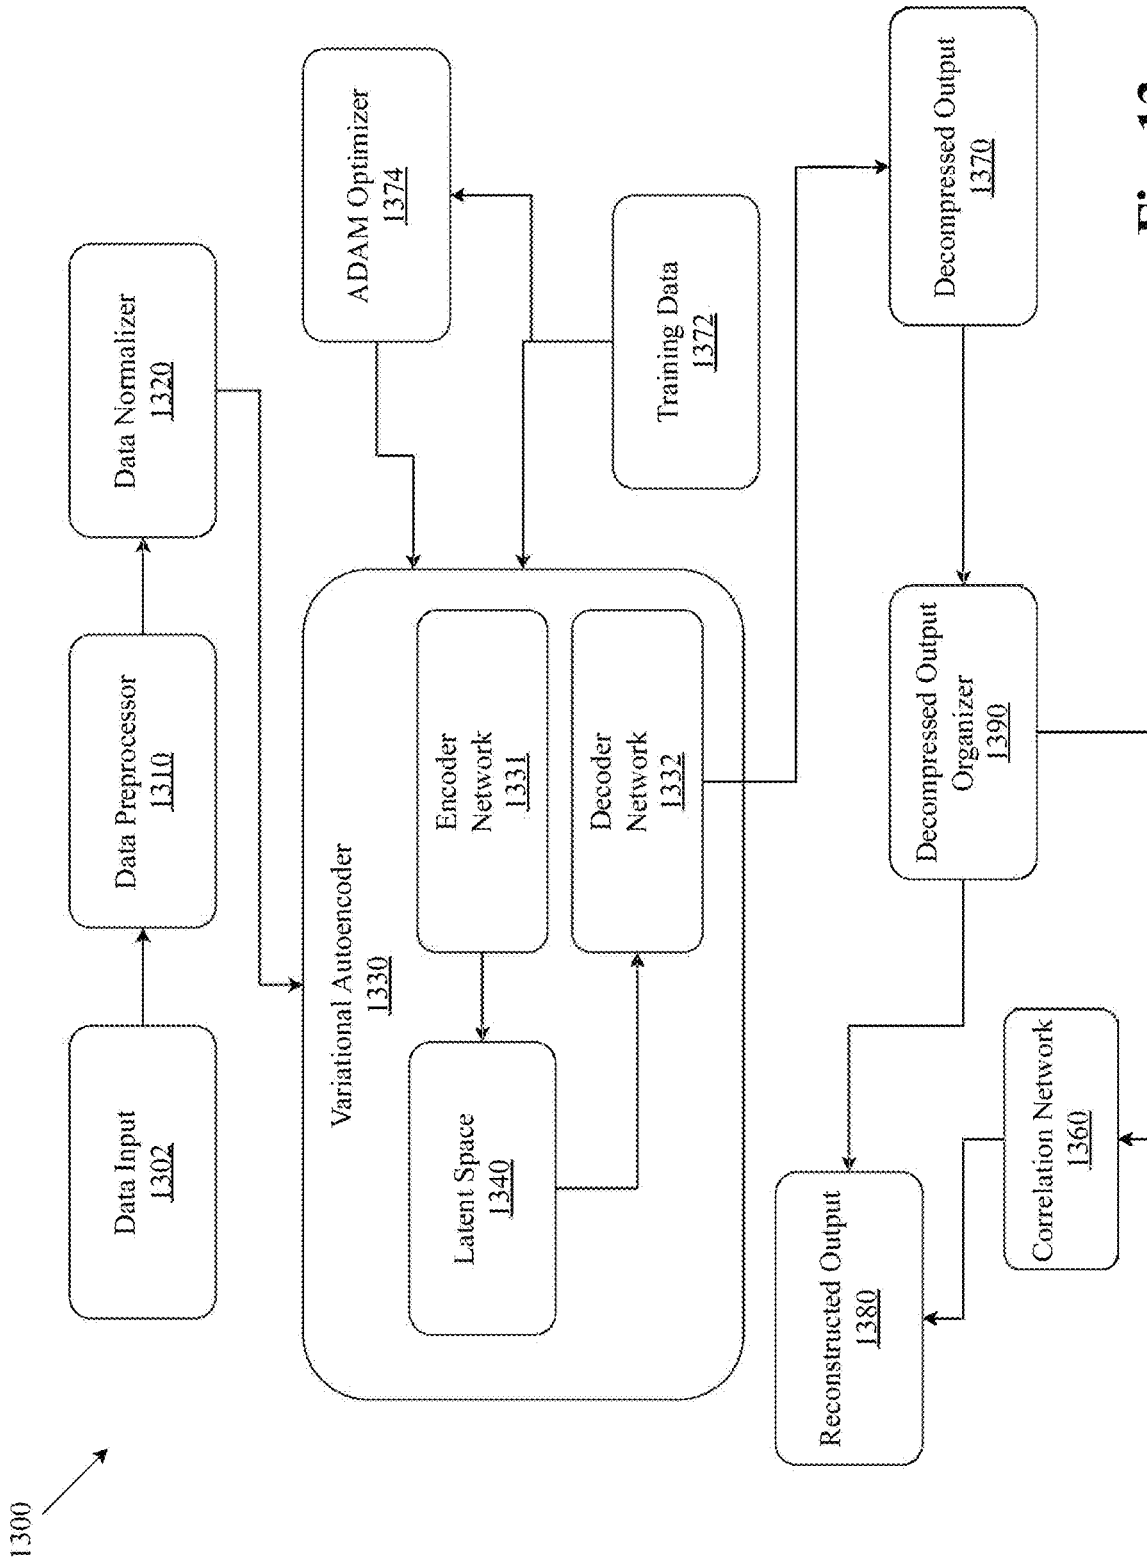 1300
Data Input
1302
Data Preprocessor
1310
Data Normalizer
1320
Variational Autoencoder
1330
Latent Space
1340
Encoder
Network
1331
Decoder
Network
1332
ADAM Optimizer
1374
Training Data
1372
Reconstructed Output
1380
Correlation Network
1360
Decompressed Output
Organizer
1390
Decompressed Output
1370